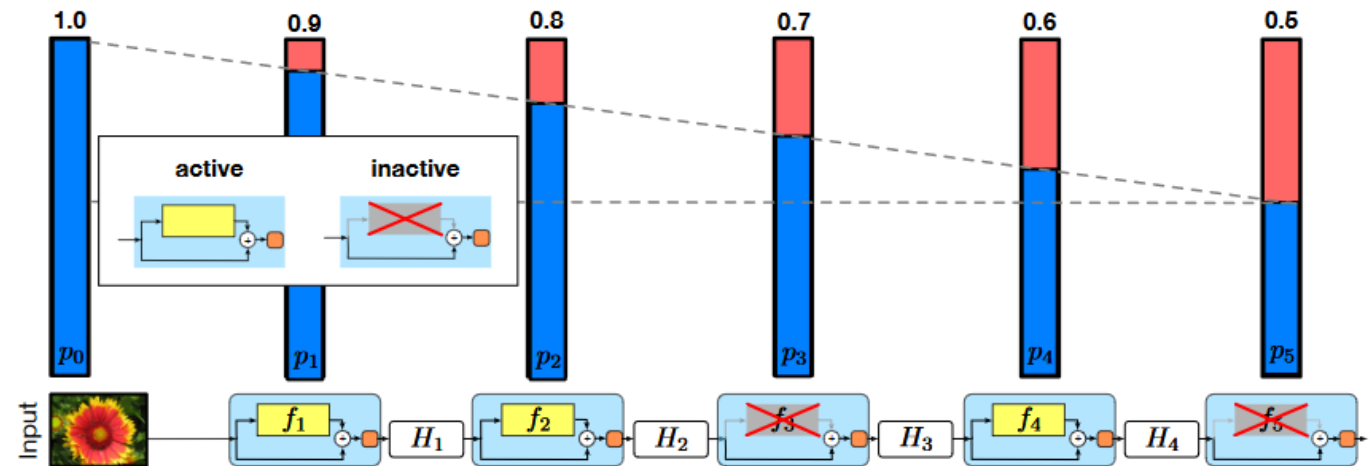 1.0 0.9 0.8 0.7 0.6 0.5
active inactive
+ +
p₀ p₁ p₂ p₃ p₄ p₅
Input f₁ + H₁ f₂ + H₂ f₃ + H₃ f₄ + H₄ f₅ +